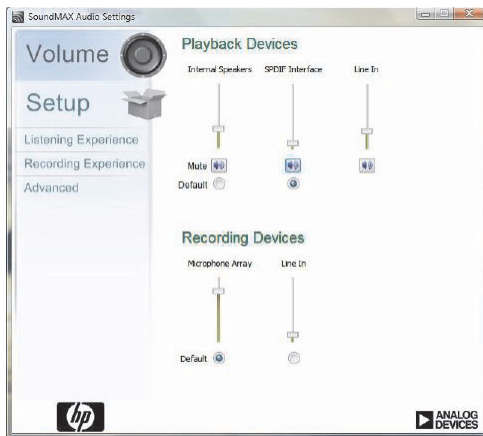 SoundMAX Audio Settings
Volume
Setup
Listening Experience
Recording Experience
Advanced
Playback Devices
Internal Speakers SPDIF Interface Line In
Mute
Default
Recording Devices
Microphone Array Line In
Default
hp
ANALOG
DEVICES